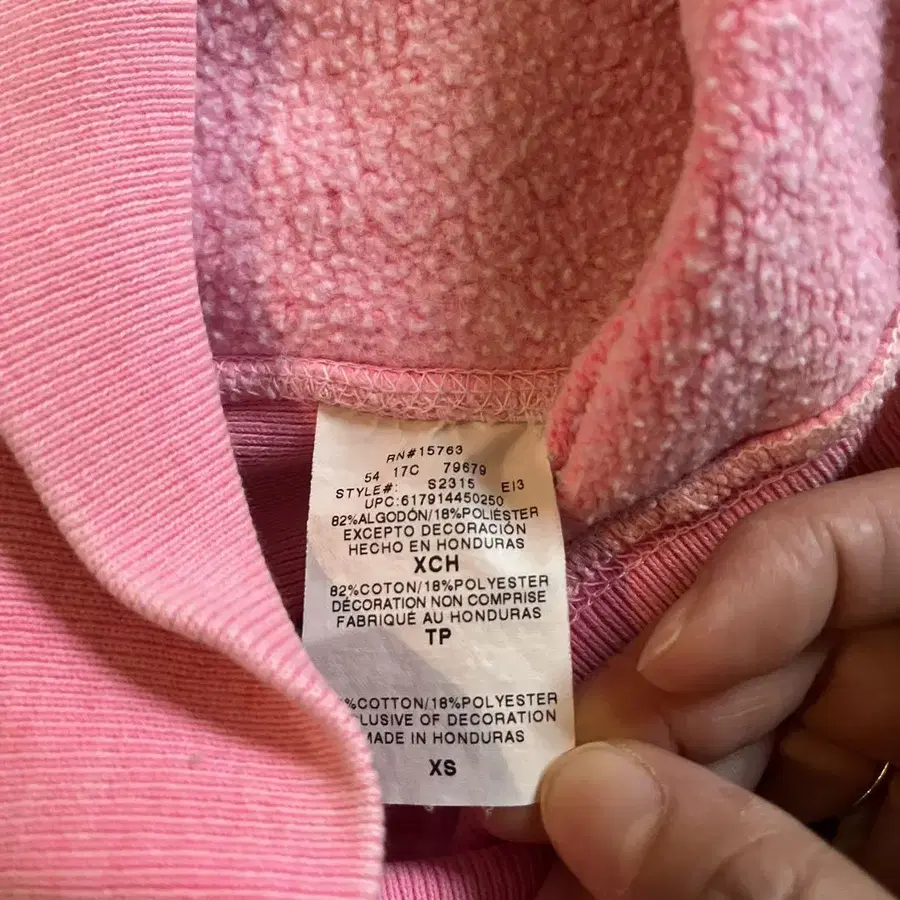 RN#15763
54 17C 79679
STYLE#: S2315 E13
UPC:617914450250
82%ALGODÓN/18%POLIÉSTER
EXCEPTO DECORACIÓN
HECHO EN HONDURAS
XCH
82%COTON/18%POLYESTER
DÉCORATION NON COMPRISE
FABRIQUÉ AU HONDURAS
TP
%COTTON/18%POLYESTER
LUSIVE OF DECORATION
MADE IN HONDURAS
XS